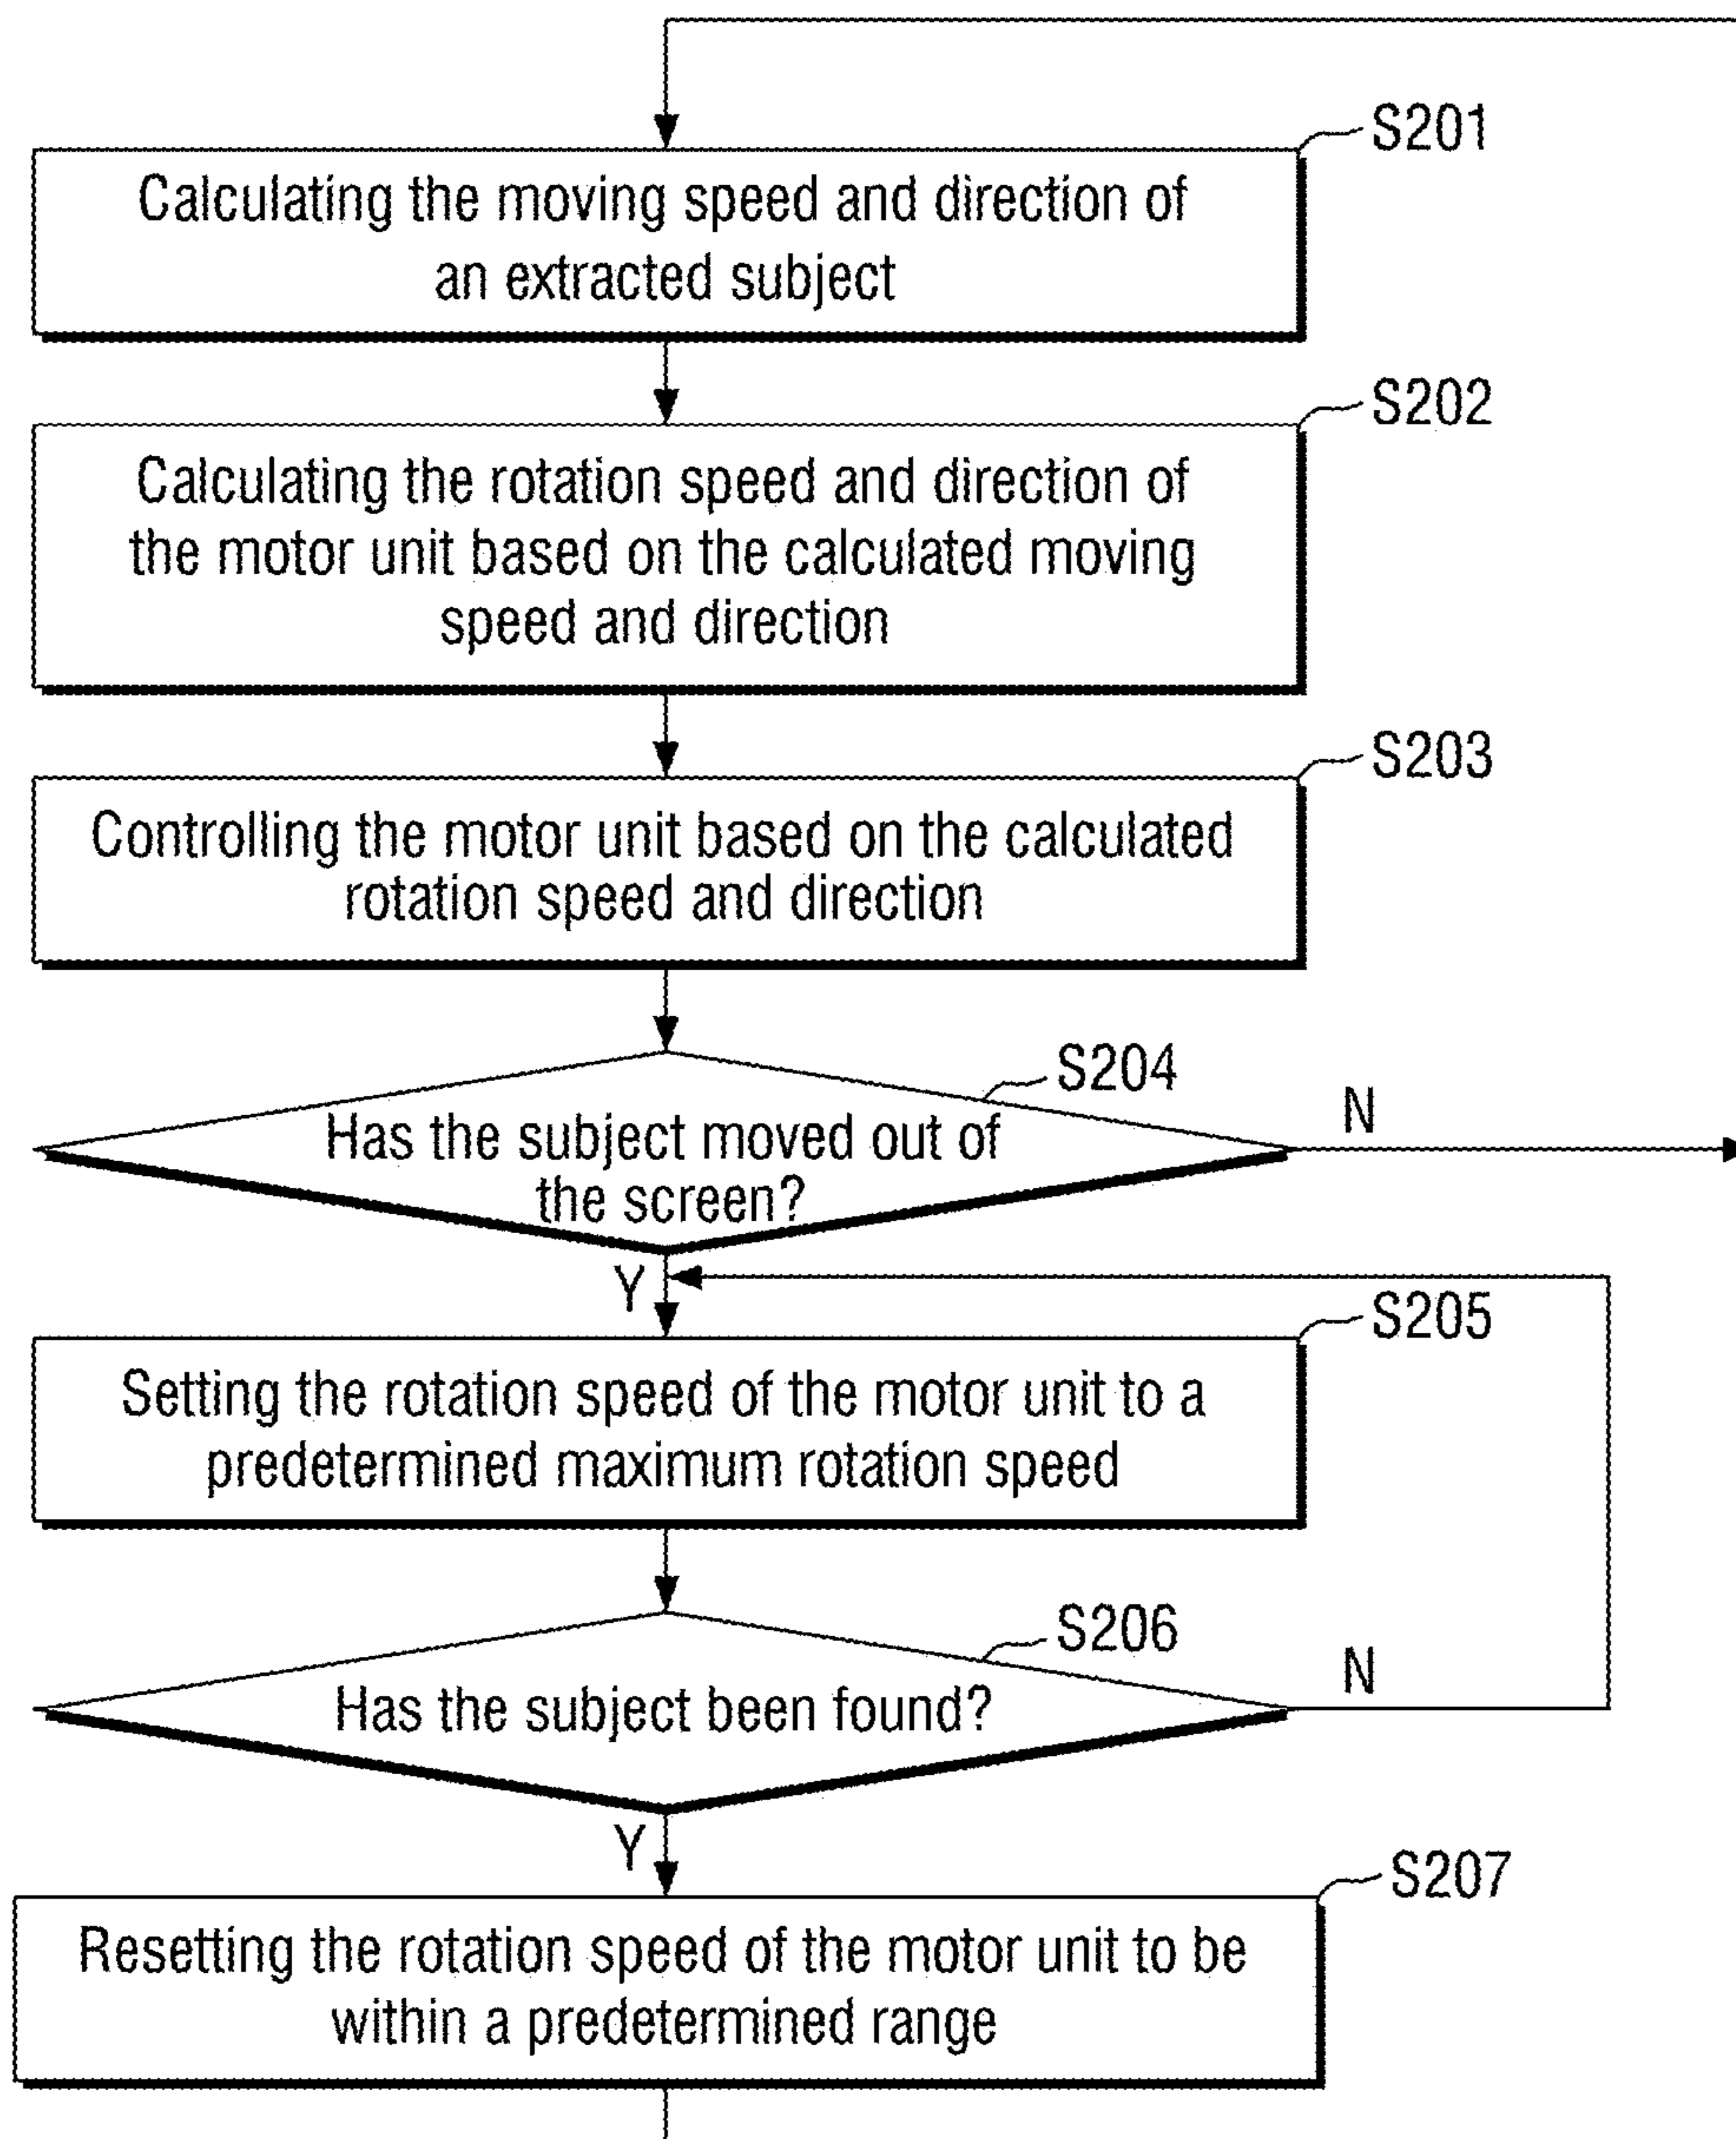 S201
Calculating the moving speed and direction of
an extracted subject
S202
Calculating the rotation speed and direction of
the motor unit based on the calculated moving
speed and direction
S203
Controlling the motor unit based on the calculated
rotation speed and direction
S204
N
Has the subject moved out of
the screen?
Y
S205
Setting the rotation speed of the motor unit to a
predetermined maximum rotation speed
S206
N
Has the subject been found?
Y
S207
Resetting the rotation speed of the motor unit to be
within a predetermined range